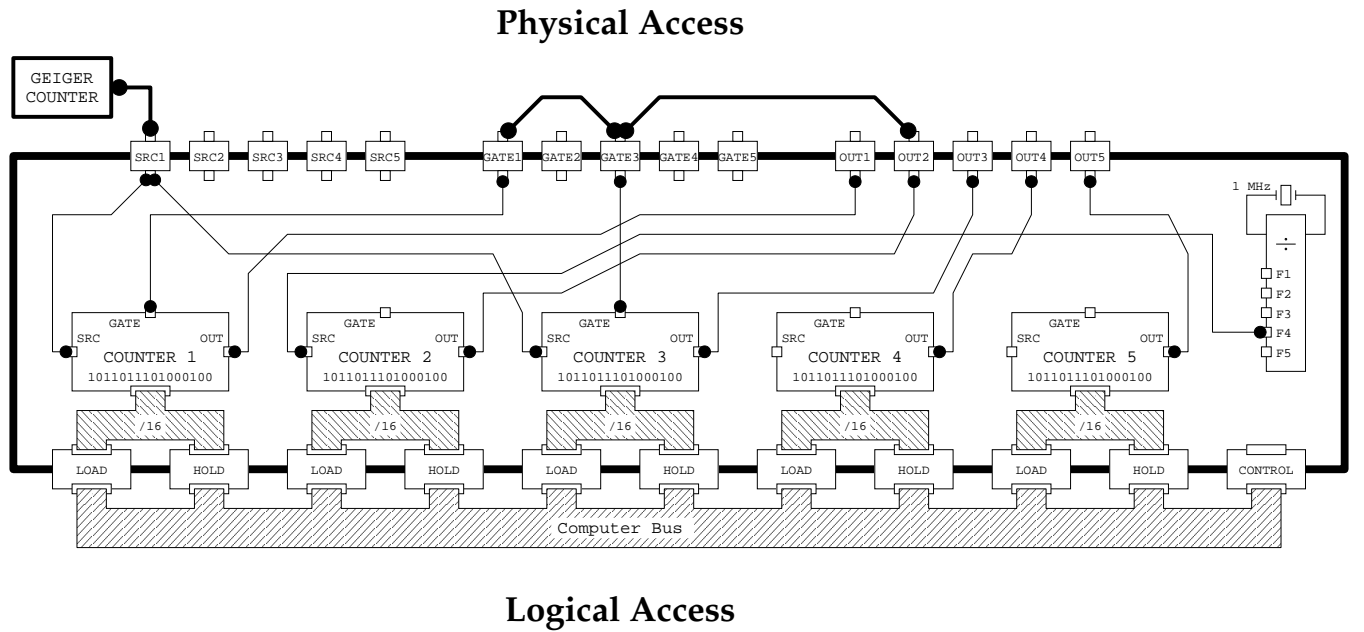 Physical Access
GEIGER
COUNTER
SRC1 SRC2 SRC3 SRC4 SRC5 GATE1 GATE2 GATE3 GATE4 GATE5 OUT1 OUT2 OUT3 OUT4 OUT5
1 MHz
÷
F1
F2
F3
F4
F5
GATE GATE GATE GATE GATE
SRC OUT SRC OUT SRC OUT SRC OUT SRC OUT
COUNTER 1 COUNTER 2 COUNTER 3 COUNTER 4 COUNTER 5
1011011101000100 1011011101000100 1011011101000100 1011011101000100 1011011101000100
/16 /16 /16 /16 /16
LOAD HOLD LOAD HOLD LOAD HOLD LOAD HOLD LOAD HOLD CONTROL
Computer Bus
Logical Access